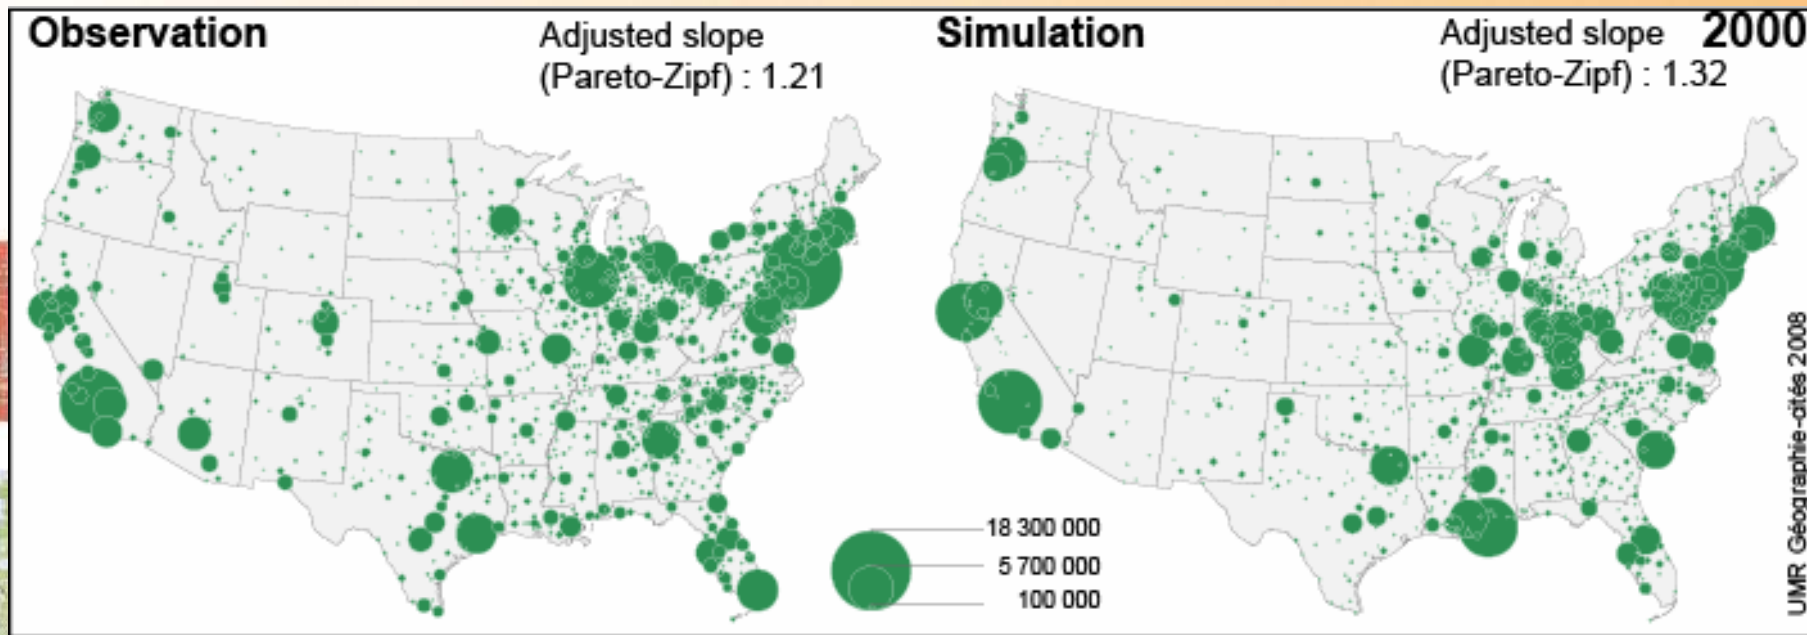 Observation
Adjusted slope
(Pareto-Zipf) : 1.21
Simulation
Adjusted slope
(Pareto-Zipf) : 1.32
2000
18 300 000
5 700 000
100 000
UMR Géographie-cités 2008